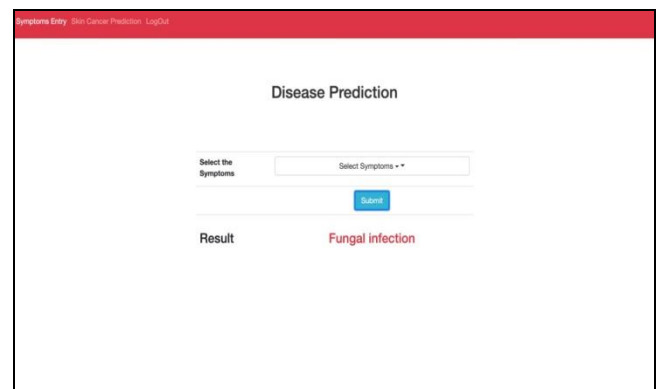 Symptoms Entry Skin Cancer Prediction LogOut
Disease Prediction
Select the
Symptoms
Select Symptoms
Submit
Result Fungal infection